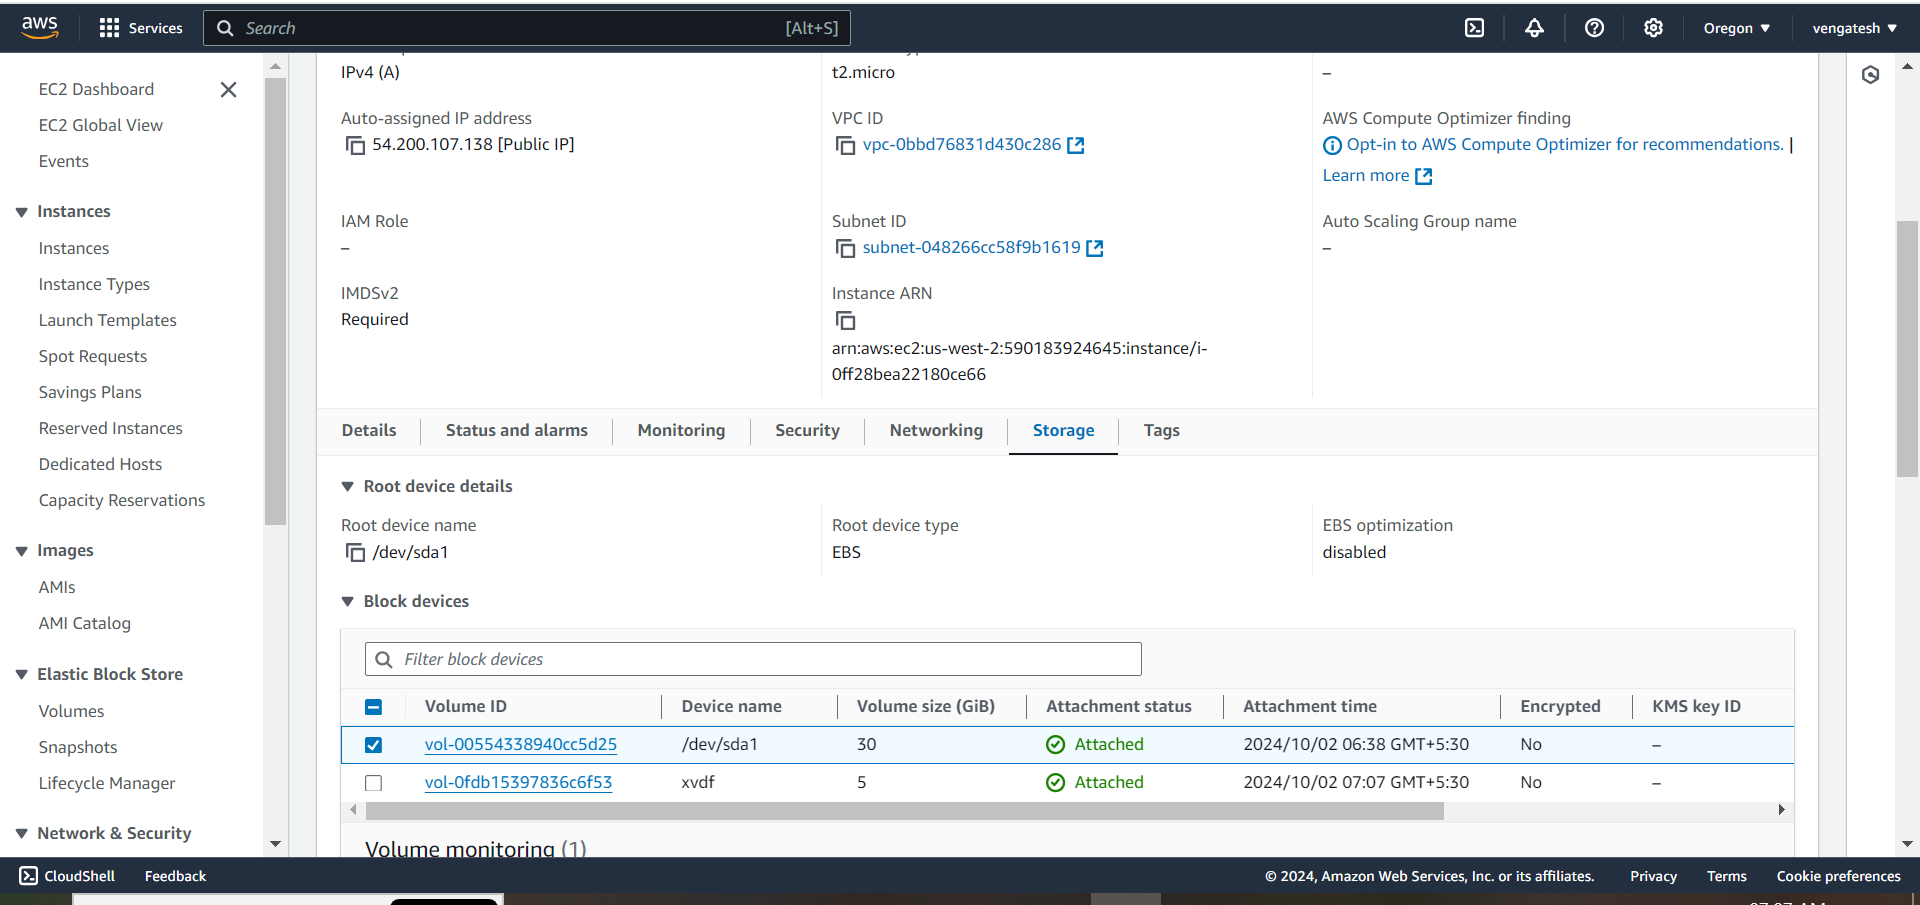 aws Services Search [Alt+S] Oregon vengatesh
EC2 Dashboard
EC2 Global View
Events
Instances
Instances
Instance Types
Launch Templates
Spot Requests
Savings Plans
Reserved Instances
Dedicated Hosts
Capacity Reservations
Images
AMIs
AMI Catalog
Elastic Block Store
Volumes
Snapshots
Lifecycle Manager
Network & Security
IPv4 (A)
t2.micro
–
Auto-assigned IP address
54.200.107.138 [Public IP]
VPC ID
vpc-0bbd76831d430c286
AWS Compute Optimizer finding
Opt-in to AWS Compute Optimizer for recommendations. |
Learn more
IAM Role
–
Subnet ID
subnet-048266cc58f9b1619
Auto Scaling Group name
–
IMDSv2
Required
Instance ARN
arn:aws:ec2:us-west-2:590183924645:instance/i-
0ff28bea22180ce66
Details Status and alarms Monitoring Security Networking Storage Tags
Root device details
Root device name
/dev/sda1
Root device type
EBS
EBS optimization
disabled
Block devices
Filter block devices
Volume ID Device name Volume size (GiB) Attachment status Attachment time Encrypted KMS key ID
vol-00554338940cc5d25 /dev/sda1 30 Attached 2024/10/02 06:38 GMT+5:30 No –
vol-0fdb15397836c6f53 xvdf 5 Attached 2024/10/02 07:07 GMT+5:30 No –
Volume monitoring (1)
CloudShell Feedback © 2024, Amazon Web Services, Inc. or its affiliates. Privacy Terms Cookie preferences